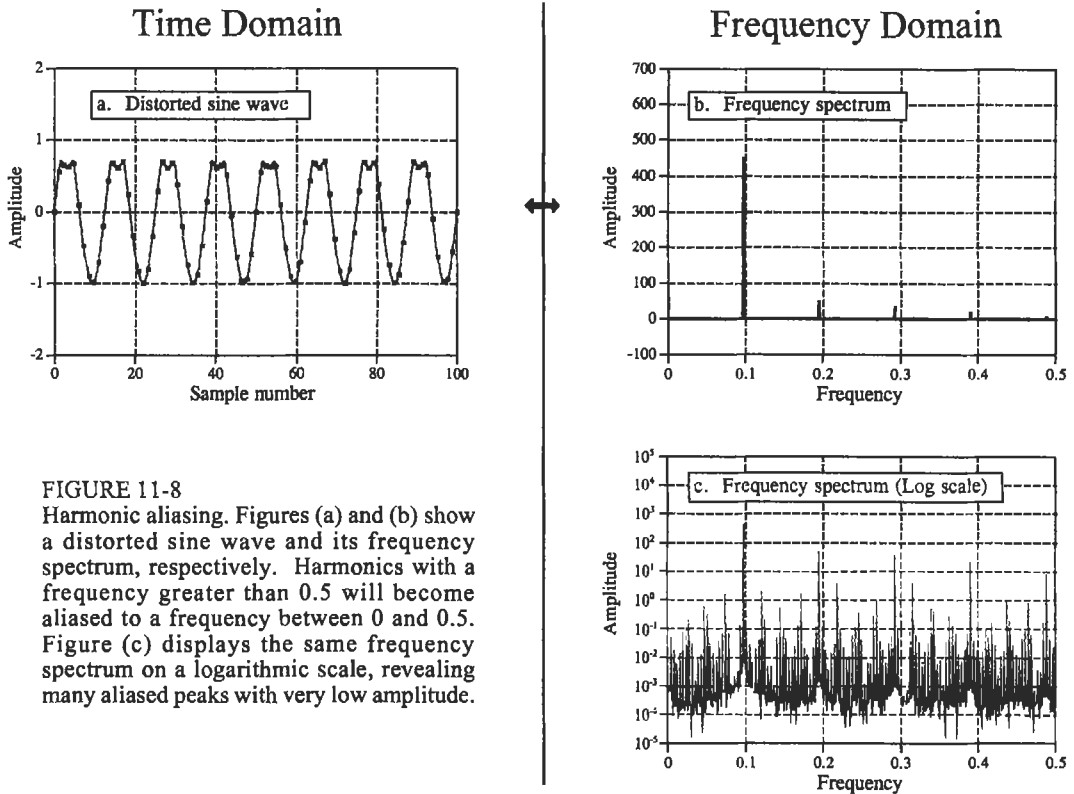 Time Domain
Frequency Domain
2
1
0
-1
-2
Amplitude
a. Distorted sine wave
0
20
40
60
80
100
Sample number
700
600
500
400
300
200
100
0
-100
Amplitude
b. Frequency spectrum
0
0.1
0.2
0.3
0.4
0.5
Frequency
FIGURE 11-8
Harmonic aliasing. Figures (a) and (b) show
a distorted sine wave and its frequency
spectrum, respectively. Harmonics with a
frequency greater than 0.5 will become
aliased to a frequency between 0 and 0.5.
Figure (c) displays the same frequency
spectrum on a logarithmic scale, revealing
many aliased peaks with very low amplitude.
10⁵
10⁴
10³
10²
10¹
10⁰
10⁻¹
10⁻²
10⁻³
10⁻⁴
10⁻⁵
Amplitude
c. Frequency spectrum (Log scale)
0
0.1
0.2
0.3
0.4
0.5
Frequency